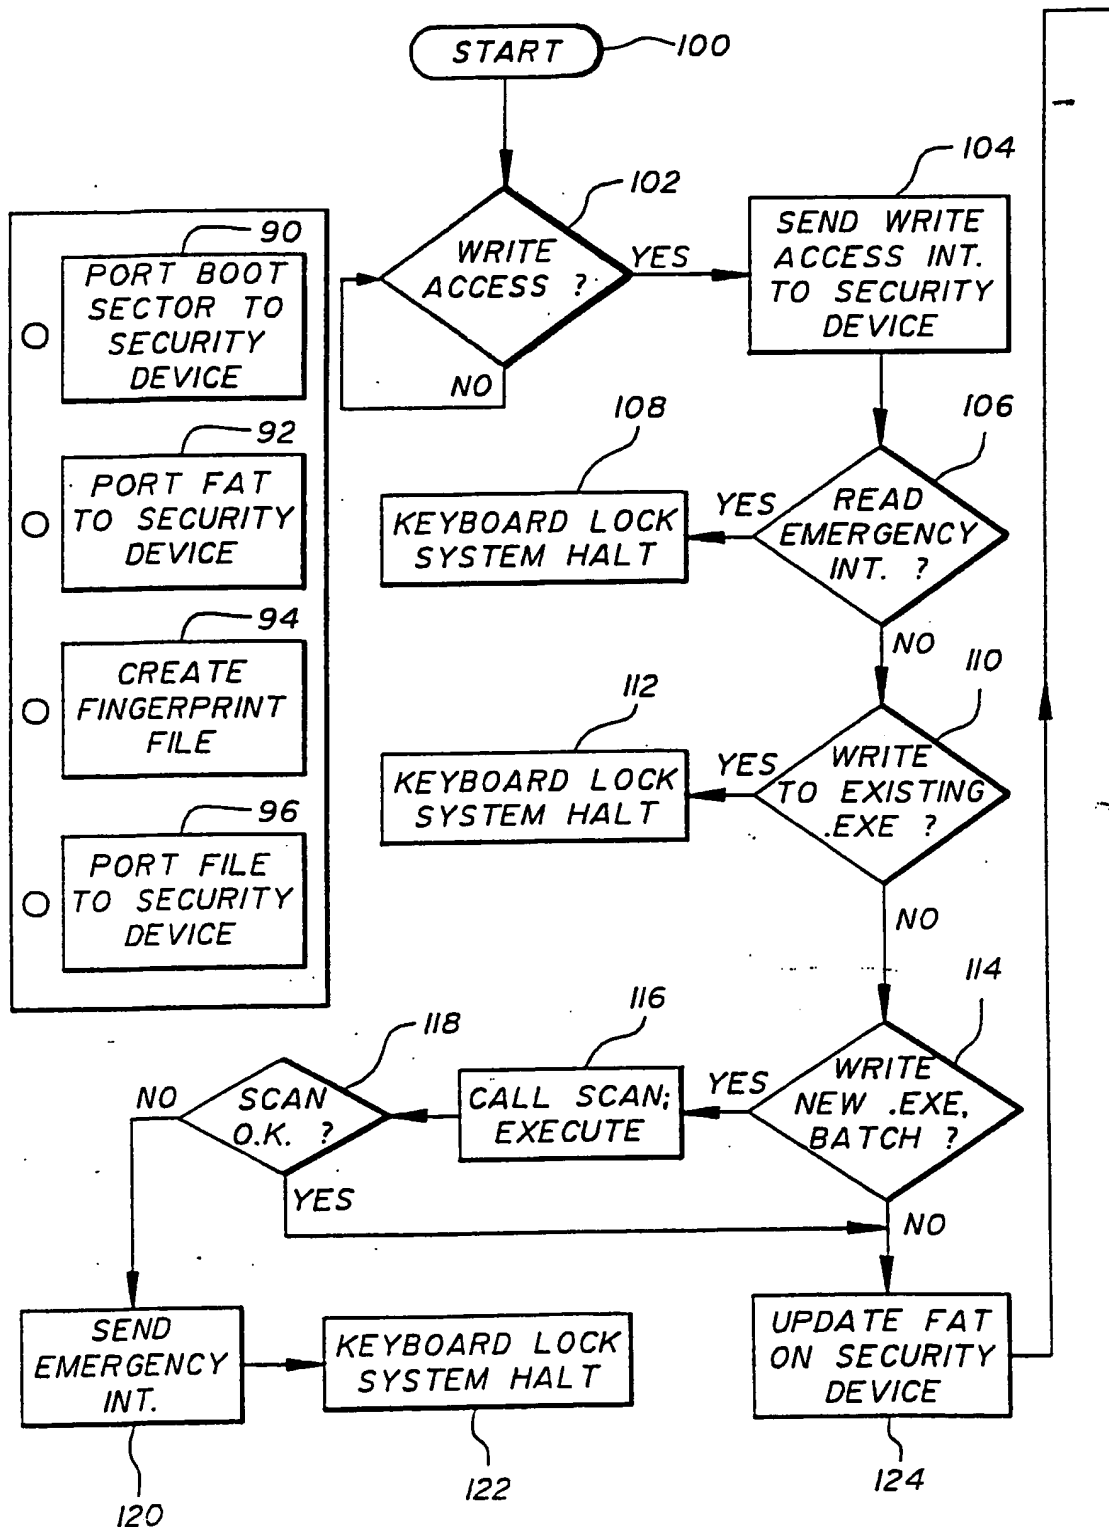 START
100
102
WRITE
ACCESS ?
YES
NO
104
SEND WRITE
ACCESS INT.
TO SECURITY
DEVICE
90
PORT BOOT
SECTOR TO
SECURITY
DEVICE
92
PORT FAT
TO SECURITY
DEVICE
94
CREATE
FINGERPRINT
FILE
96
PORT FILE
TO SECURITY
DEVICE
106
READ
EMERGENCY
INT. ?
YES
NO
108
KEYBOARD LOCK
SYSTEM HALT
110
WRITE
TO EXISTING
.EXE ?
YES
NO
112
KEYBOARD LOCK
SYSTEM HALT
114
WRITE
NEW .EXE,
BATCH ?
YES
NO
116
CALL SCAN;
EXECUTE
118
SCAN
O.K. ?
NO
YES
SEND
EMERGENCY
INT.
120
KEYBOARD LOCK
SYSTEM HALT
122
UPDATE FAT
ON SECURITY
DEVICE
124